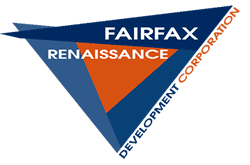 FAIRFAX
RENAISSANCE
DEVELOPMENT CORPORATION